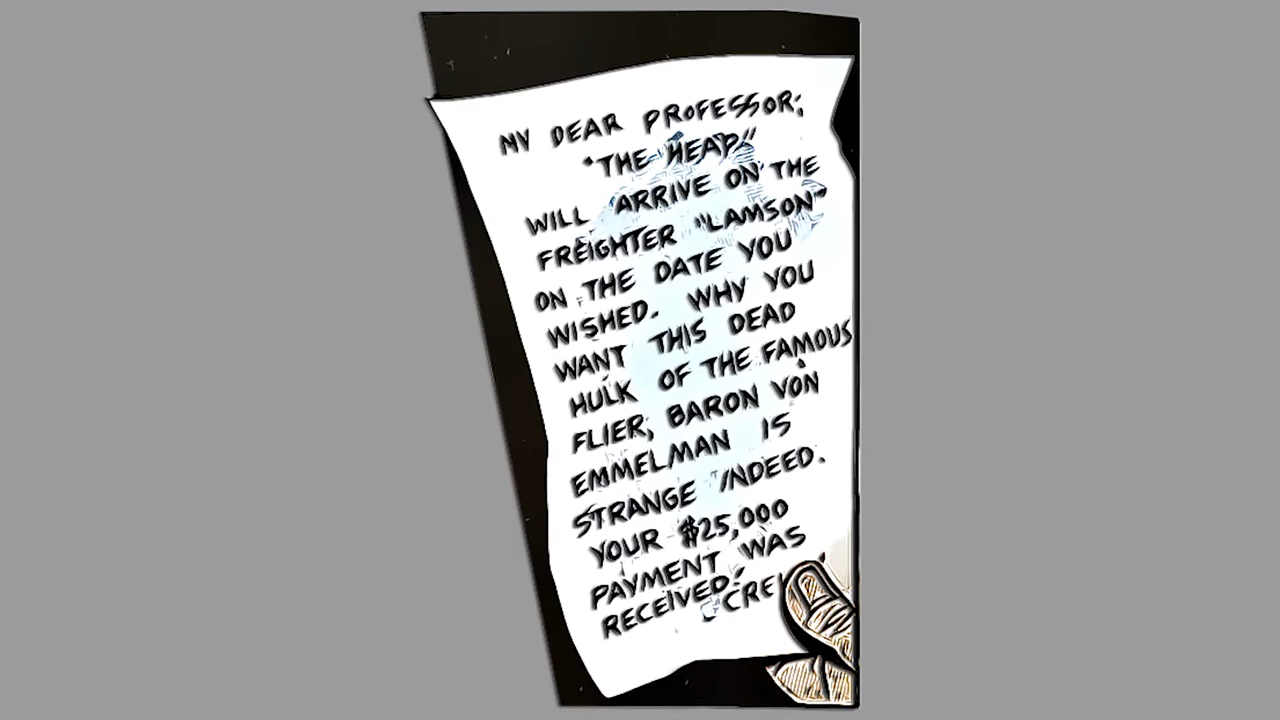 MY DEAR PROFESSOR;
"THE HEAP"
WILL ARRIVE ON THE
FREIGHTER "LAMSON"
ON THE DATE YOU
WISHED. WHY YOU
WANT THIS DEAD
HULK OF THE FAMOUS
FLIER, BARON VON
EMMELMAN IS
STRANGE INDEED.
YOUR $25,000
PAYMENT WAS
RECEIVED.